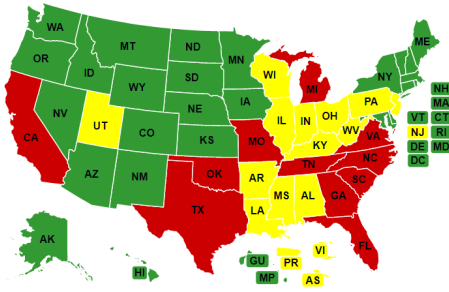 WA
ME
MT
ND
MN
OR
NY
WI
ID
SD
MI
NH
WY
MA
IA
PA
NE
NV
OH
VT
CT
IL
IN
UT
NJ
RI
CA
CO
WV
VA
KS
MO
KY
DE
MD
NC
DC
TN
OK
AZ
NM
AR
SC
MS
AL
GA
TX
LA
AK
FL
VI
GU
PR
HI
MP
AS